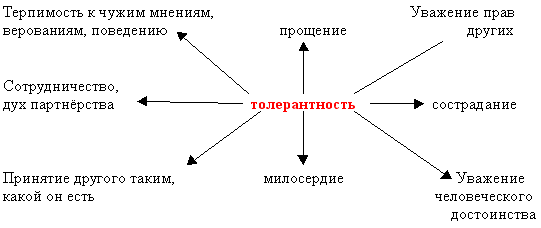 Терпимость к чужим мнениям,
верованиям, поведению
прощение
Уважение прав
других
Сотрудничество,
дух партнёрства
толерантность
сострадание
Принятие другого таким,
какой он есть
милосердие
Уважение
человеческого
достоинства